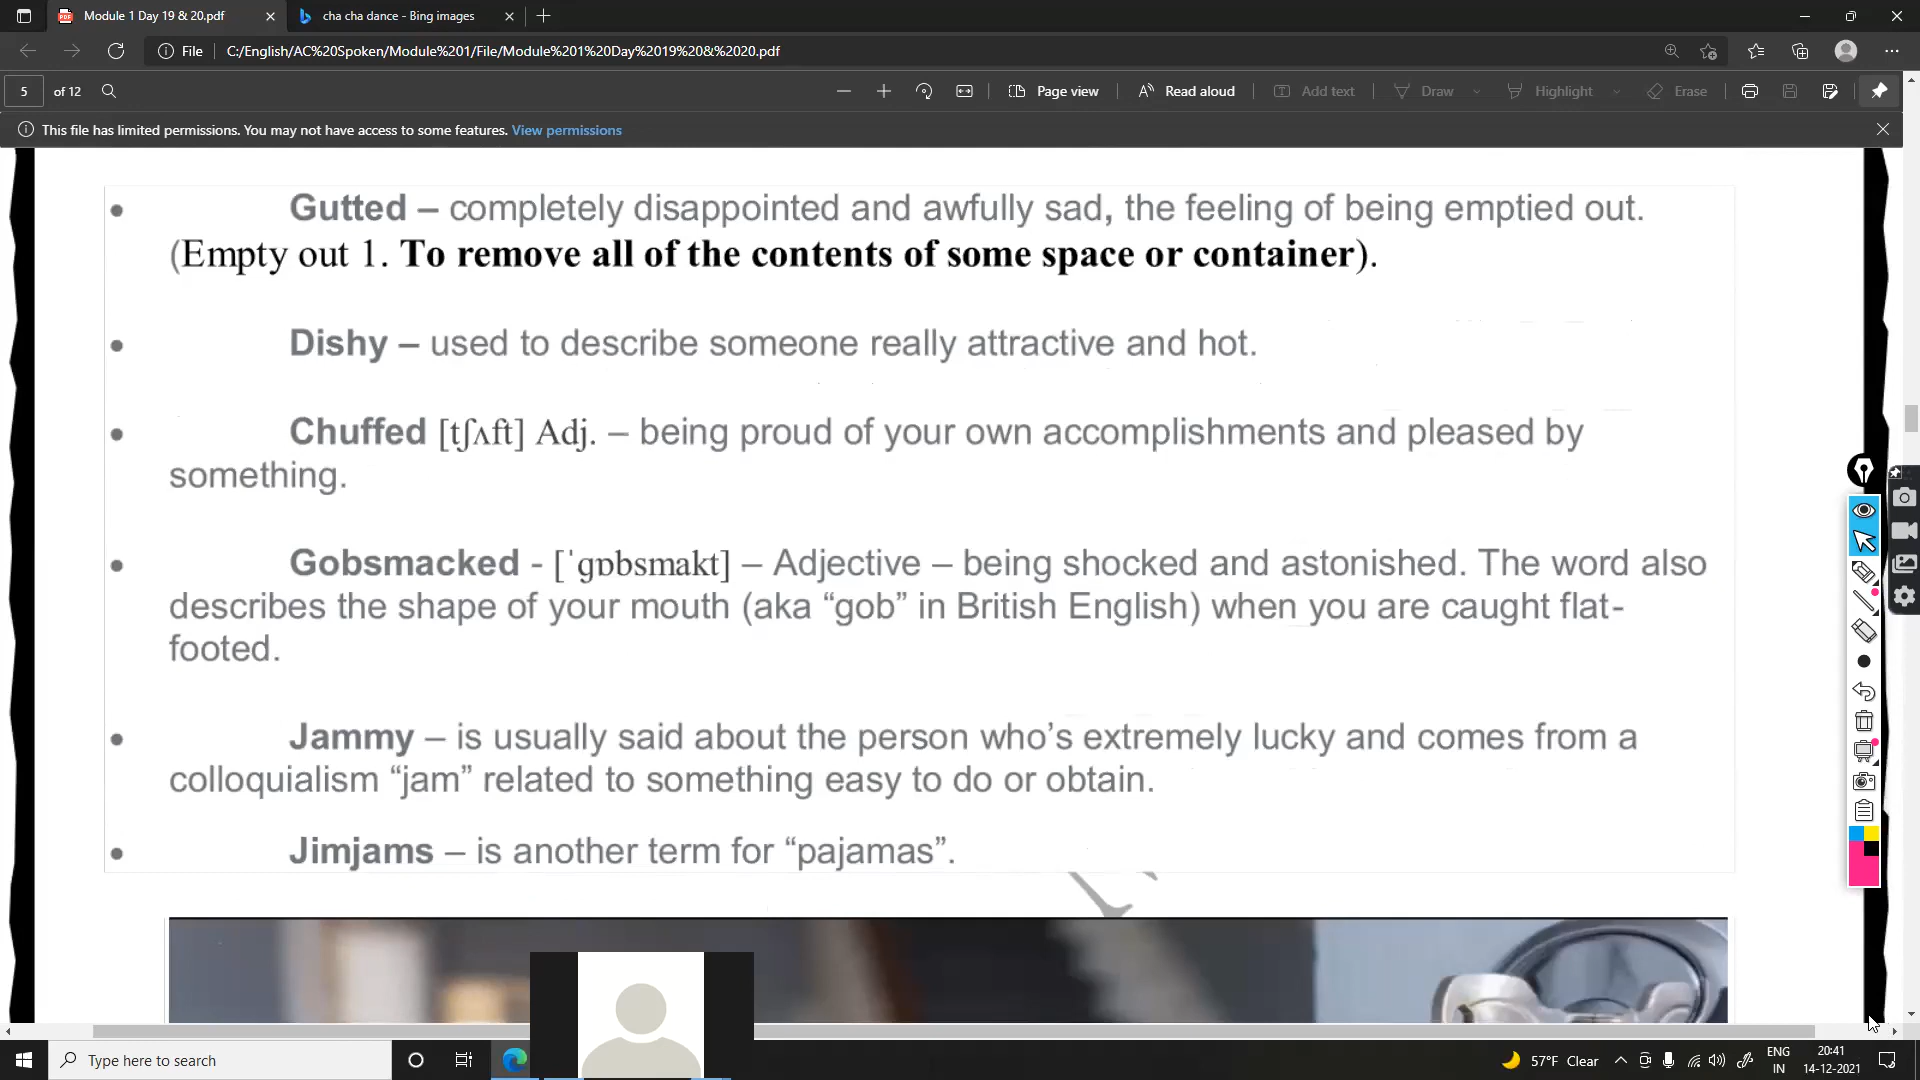 Module 1 Day 19 & 20.pdf
cha cha dance - Bing images
File
C:/English/AC%20Spoken/Module%201/File/Module%201%20Day%2019%20&%2020.pdf
5 of 12
Page view
Read aloud
Add text
Draw
Highlight
Erase
This file has limited permissions. You may not have access to some features. View permissions
• Gutted – completely disappointed and awfully sad, the feeling of being emptied out.
(Empty out 1. To remove all of the contents of some space or container).
• Dishy – used to describe someone really attractive and hot.
• Chuffed [tʃʌft] Adj. – being proud of your own accomplishments and pleased by
something.
• Gobsmacked - [ˈɡɒbsmakt] – Adjective – being shocked and astonished. The word also
describes the shape of your mouth (aka “gob” in British English) when you are caught flat-
footed.
• Jammy – is usually said about the person who’s extremely lucky and comes from a
colloquialism “jam” related to something easy to do or obtain.
• Jimjams – is another term for “pajamas”.
Type here to search
57°F Clear
ENG
IN
20:41
14-12-2021